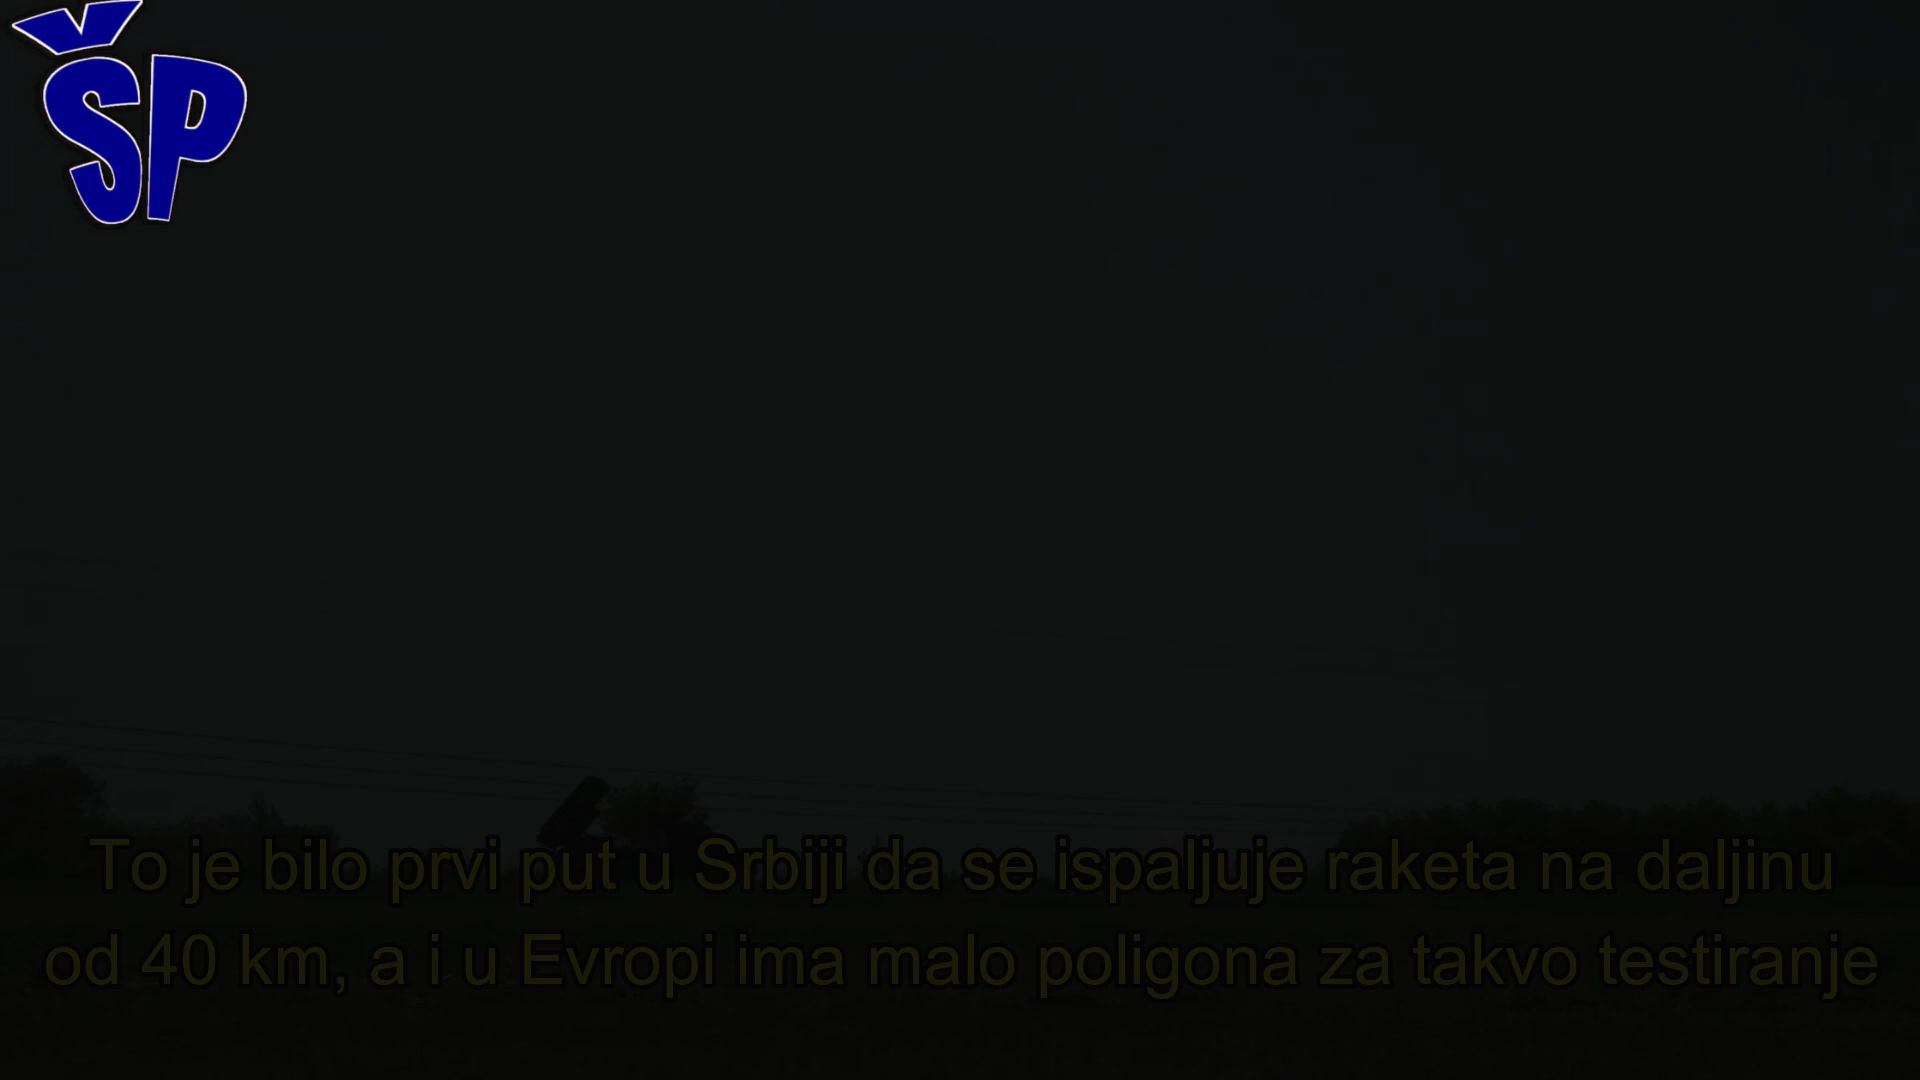 ŠP
To je bilo prvi put u Srbiji da se ispaljuje raketa na daljinu
od 40 km, a i u Evropi ima malo poligona za takvo testiranje